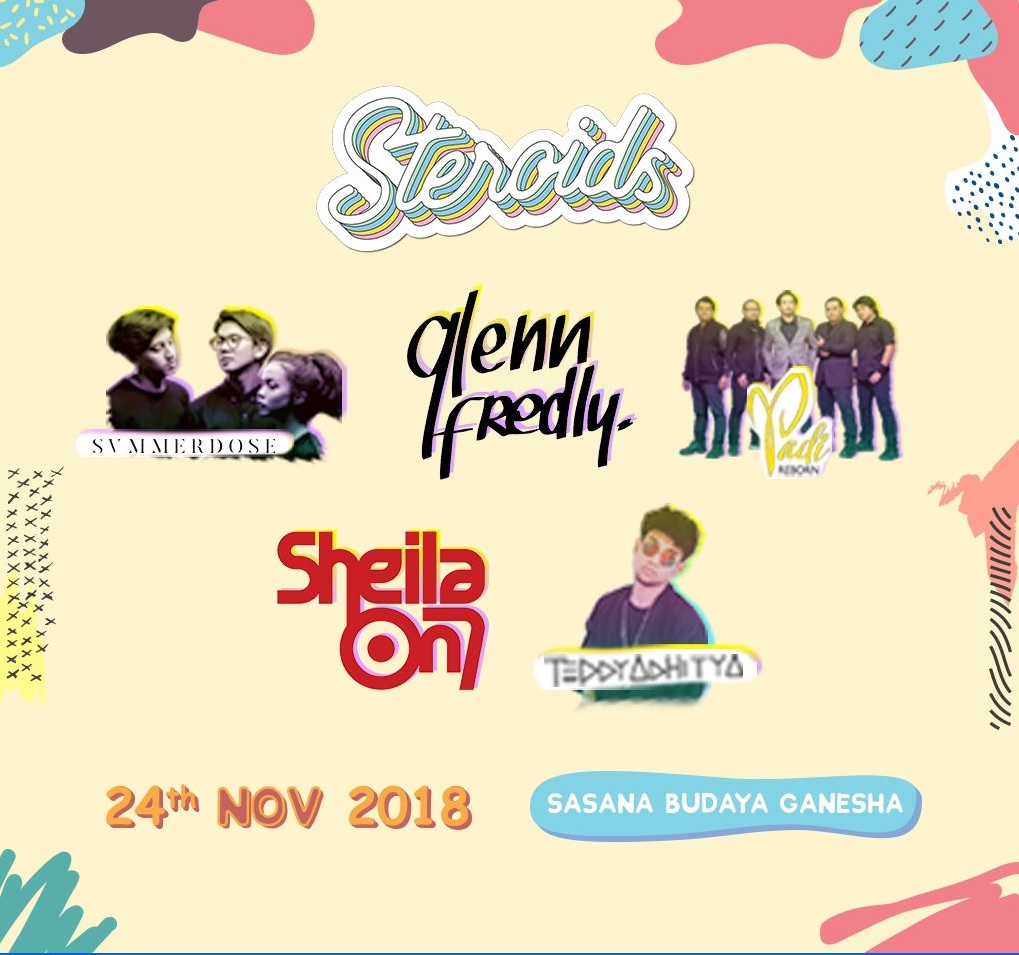 Steroids
SVMMERDOSE
glenn
fredly.
Padi
REBORN
Sheila
On7
TEDDYADHITYA
24th NOV 2018
SASANA BUDAYA GANESHA